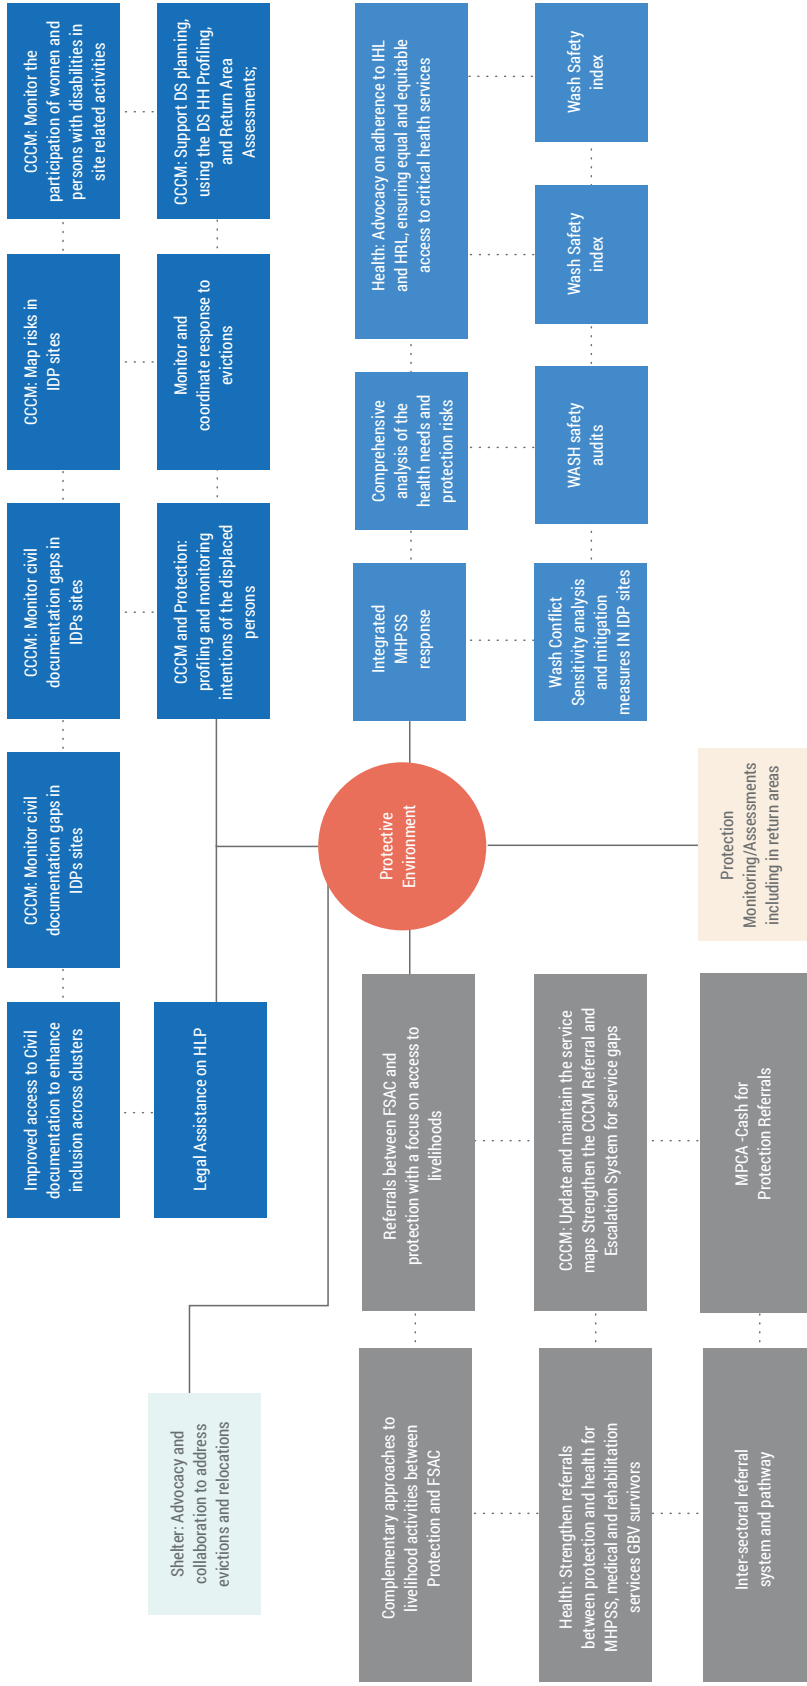 Improved access to Civil
documentation to enhance
inclusion across clusters
CCCM: Monitor civil
documentation gaps in
IDPs sites
CCCM: Monitor civil
documentation gaps in
IDPs sites
CCCM: Map risks in
IDP sites
CCCM: Monitor the
participation of women and
persons with disabilities in
site related activities
Shelter: Advocacy and
collaboration to address
evictions and relocations
Legal Assistance on HLP
CCCM and Protection:
profiling and monitoring
intentions of the displaced
persons
Monitor and
coordinate response to
evictions
CCCM: Support DS planning,
using the DS HH Profiling,
and Return Area
Assessments;
Complementary approaches to
livelihood activities between
Protection and FSAC
Referrals between FSAC and
protection with a focus on access to
livelihoods
Protective
Environment
Integrated
MHPSS
response
Comprehensive
analysis of the
health needs and
protection risks
Health: Advocacy on adherence to IHL
and HRL, ensuring equal and equitable
access to critical health services
Health: Strengthen referrals
between protection and health for
MHPSS, medical and rehabilitation
services GBV survivors
CCCM: Update and maintain the service
maps Strengthen the CCCM Referral and
Escalation System for service gaps
Wash Conflict
Sensitivity analysis
and mitigation
measures IN IDP sites
WASH safety
audits
Wash Safety
index
Wash Safety
index
Inter-sectoral referral
system and pathway
MPCA -Cash for
Protection Referrals
Protection
Monitoring/Assessments
including in return areas